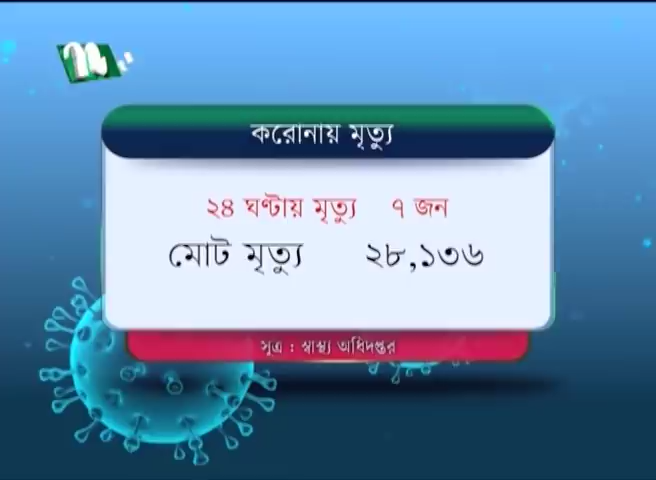 করোনায় মৃত্যু
২৪ ঘণ্টায় মৃত্যু ৭ জন
মোট মৃত্যু ২৮,১৩৬
সূত্র : স্বাস্থ্য অধিদপ্তর